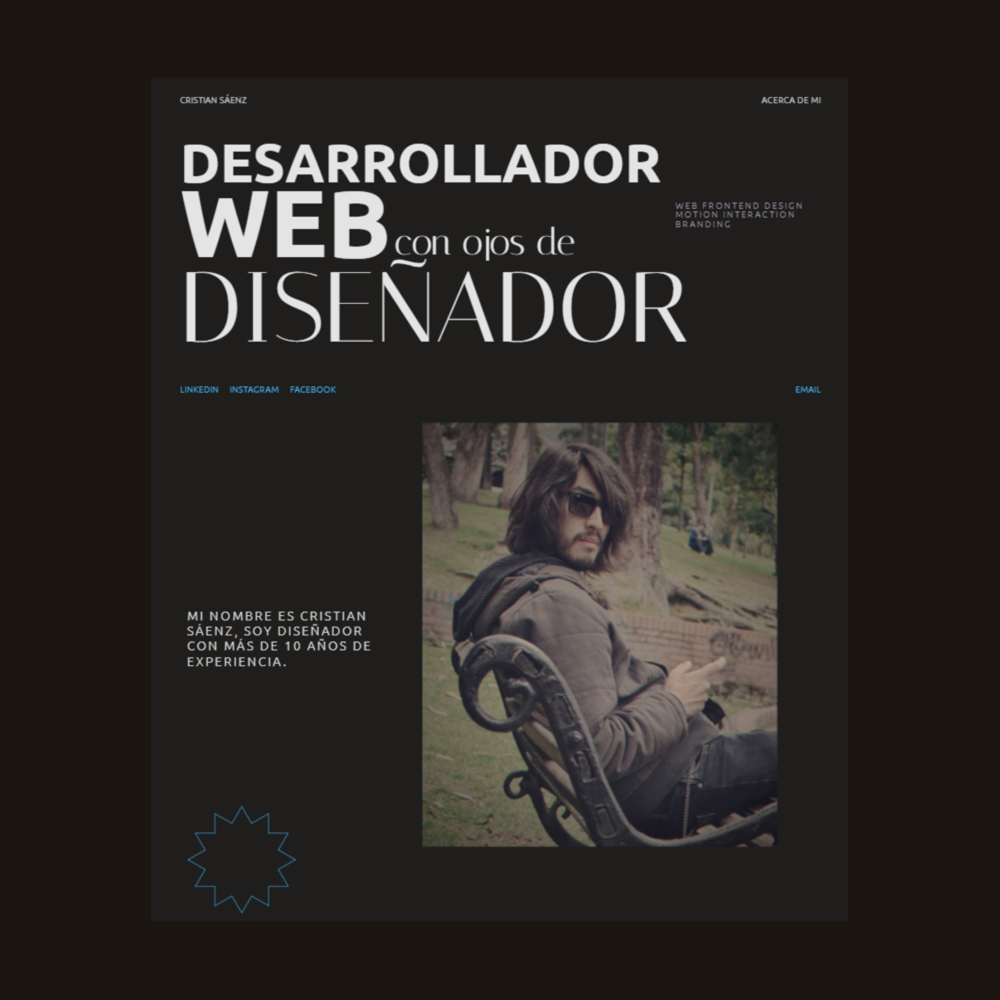 CRISTIAN SÁENZ
ACERCA DE MI
DESARROLLADOR
WEB con ojos de
DISEÑADOR
WEB FRONTEND DESIGN
MOTION INTERACTION
BRANDING
LINKEDIN INSTAGRAM FACEBOOK
EMAIL
MI NOMBRE ES CRISTIAN
SÁENZ, SOY DISEÑADOR
CON MÁS DE 10 AÑOS DE
EXPERIENCIA.